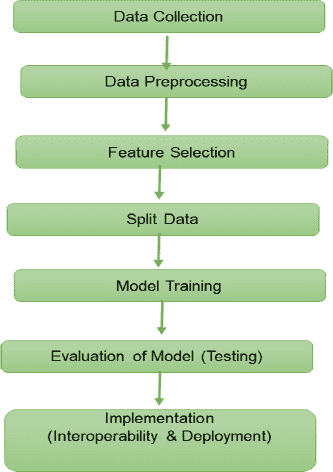 Data Collection
Data Preprocessing
Feature Selection
Split Data
Model Training
Evaluation of Model (Testing)
Implementation
(Interoperability & Deployment)